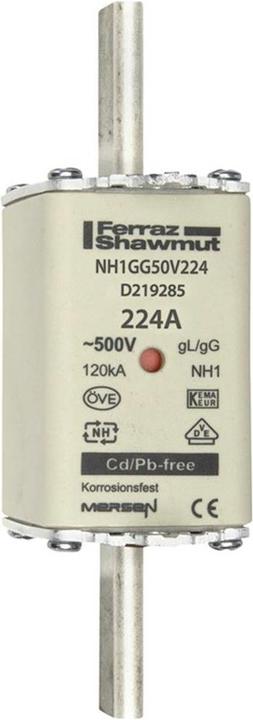 Ferraz
Shawmut
NH1GG50V224
D219285
224A
~500V gL/gG
120kA NH1
ÖVE KEMA KEUR
NH VDE
Cd/Pb-free
Korrosionsfest
MERSEN CE